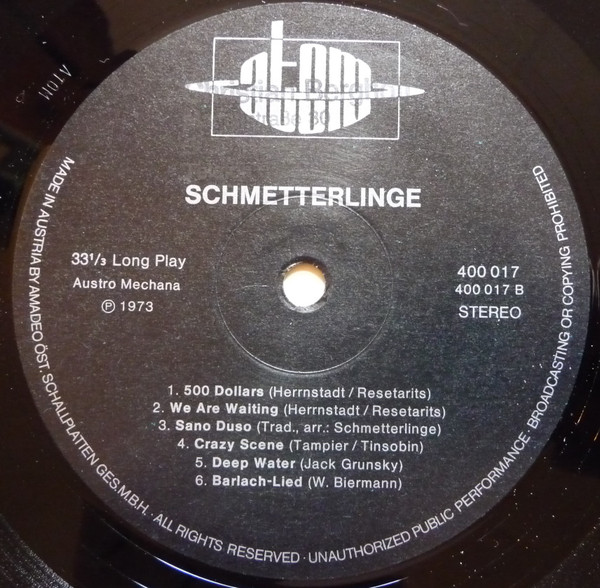 ATOM
atom
SCHMETTERLINGE
33¹/₃ Long Play
Austro Mechana
Ⓟ 1973
400 017
400 017 B
STEREO
1. 500 Dollars (Herrnstadt / Resetarits)
2. We Are Waiting (Herrnstadt / Resetarits)
3. Sano Duso (Trad., arr.: Schmetterlinge)
4. Crazy Scene (Tampier / Tinsobin)
5. Deep Water (Jack Grunsky)
6. Barlach-Lied (W. Biermann)
MADE IN AUSTRIA BY AMADEO ÖST. SCHALLPLATTEN GES.M.B.H. · ALL RIGHTS RESERVED · UNAUTHORIZED PUBLIC PERFORMANCE · BROADCASTING OR COPYING PROHIBITED